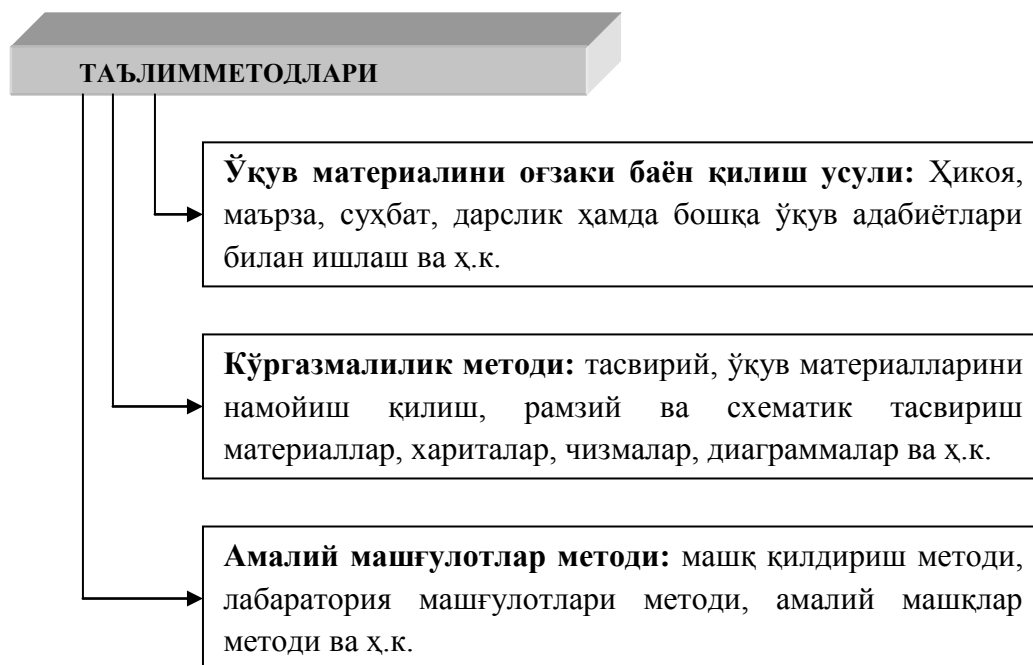 ТАЪЛИММЕТОДЛАРИ
Ўқув материалини оғзаки баён қилиш усули: Ҳикоя,
маърза, суҳбат, дарслик ҳамда бошқа ўқув адабиётлари
билан ишлаш ва ҳ.к.
Кўргазмалилик методи: тасвирий, ўқув материалларини
намойиш қилиш, рамзий ва схематик тасвириш
материаллар, хариталар, чизмалар, диаграммалар ва ҳ.к.
Амалий машғулотлар методи: машқ қилдириш методи,
лабаратория машғулотлари методи, амалий машқлар
методи ва ҳ.к.